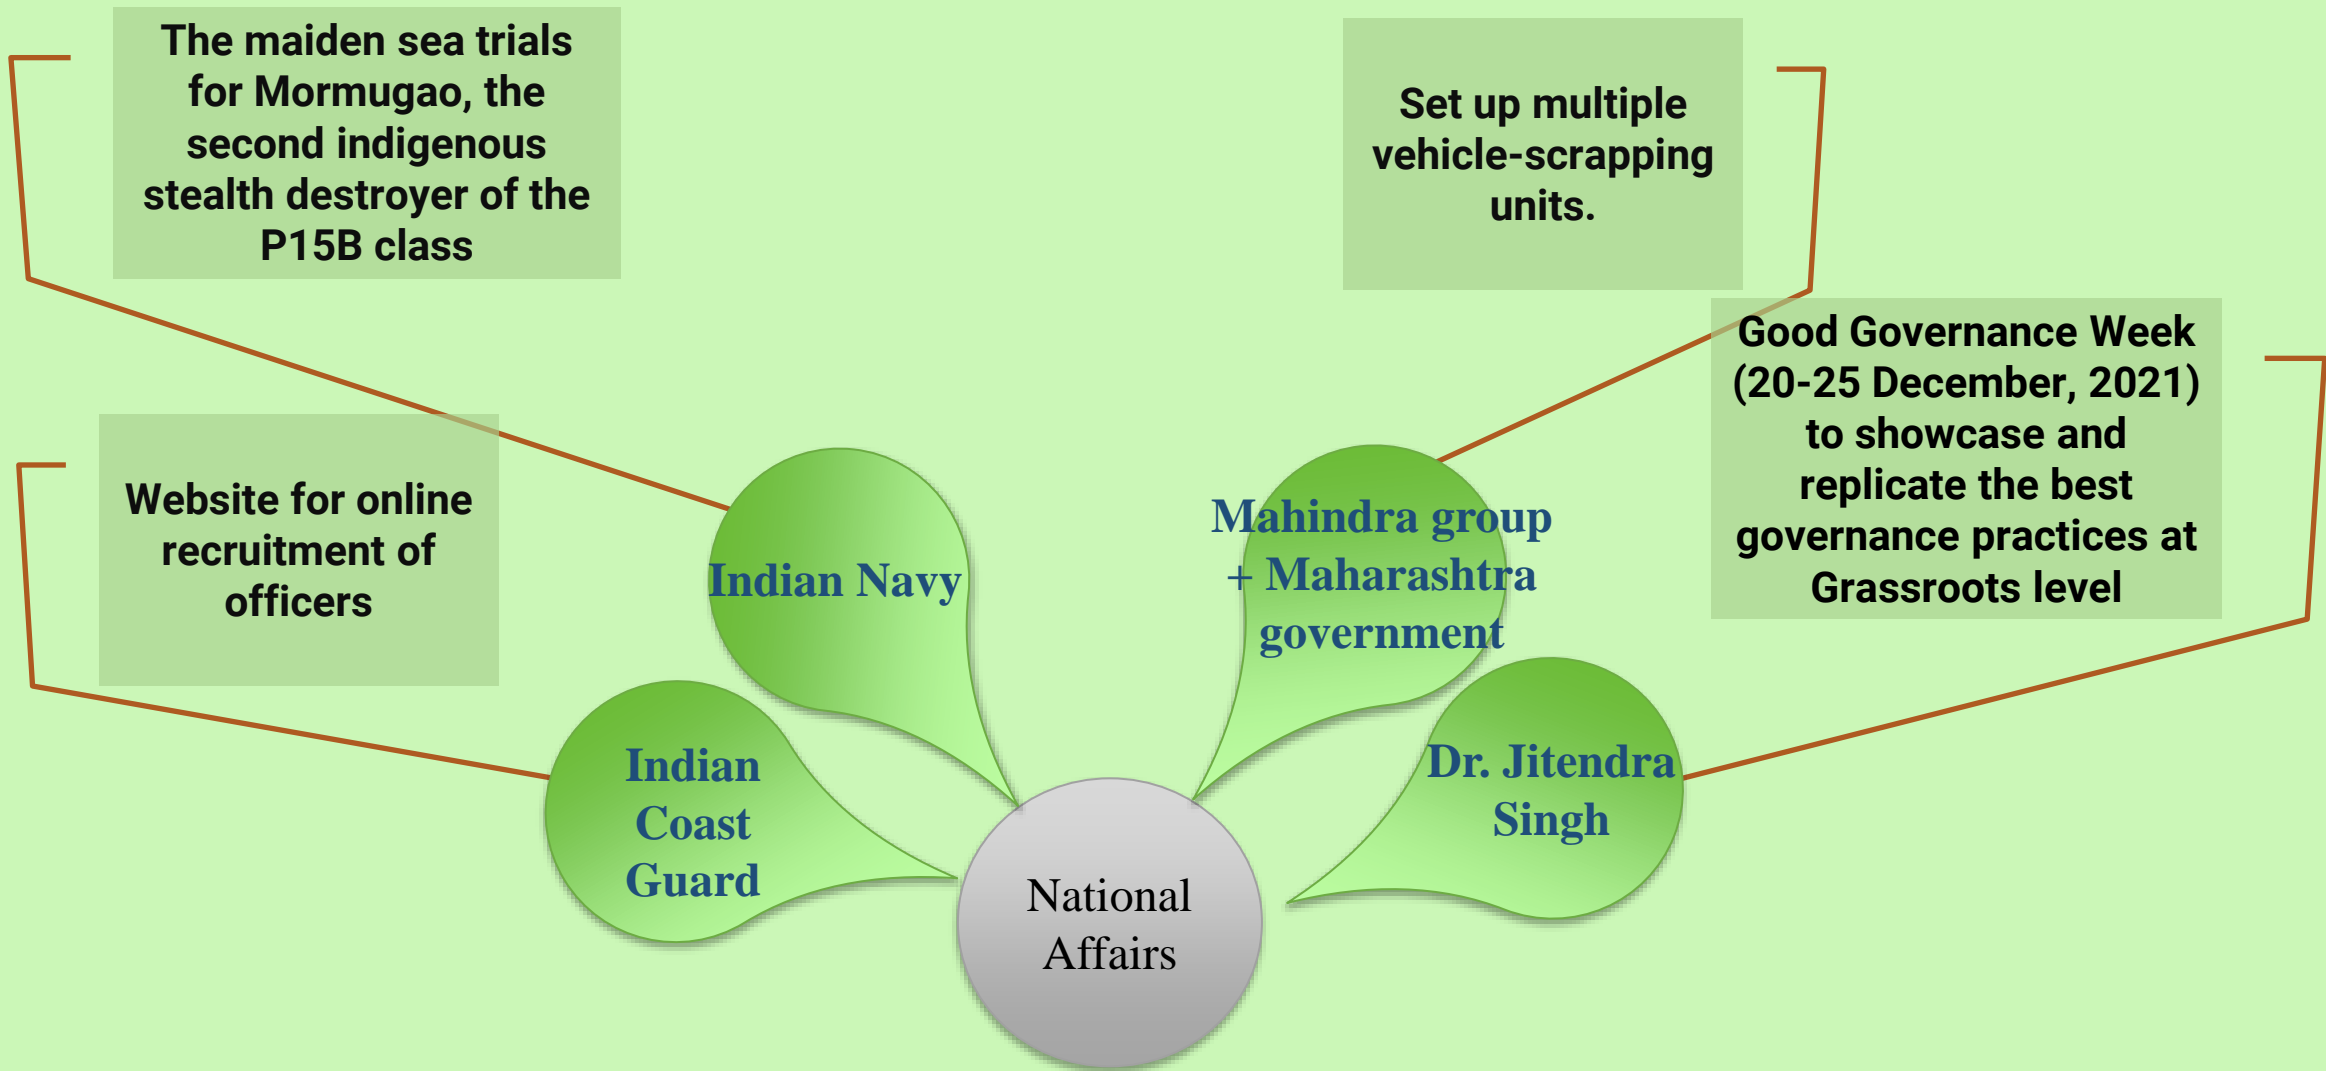 The maiden sea trials
for Mormugao, the
second indigenous
stealth destroyer of the
P15B class
Set up multiple
vehicle-scrapping
units.
Good Governance Week
(20-25 December, 2021)
to showcase and
replicate the best
governance practices at
Grassroots level
Website for online
recruitment of
officers
Indian Navy
Mahindra group
+ Maharashtra
government
Indian
Coast
Guard
Dr. Jitendra
Singh
National
Affairs